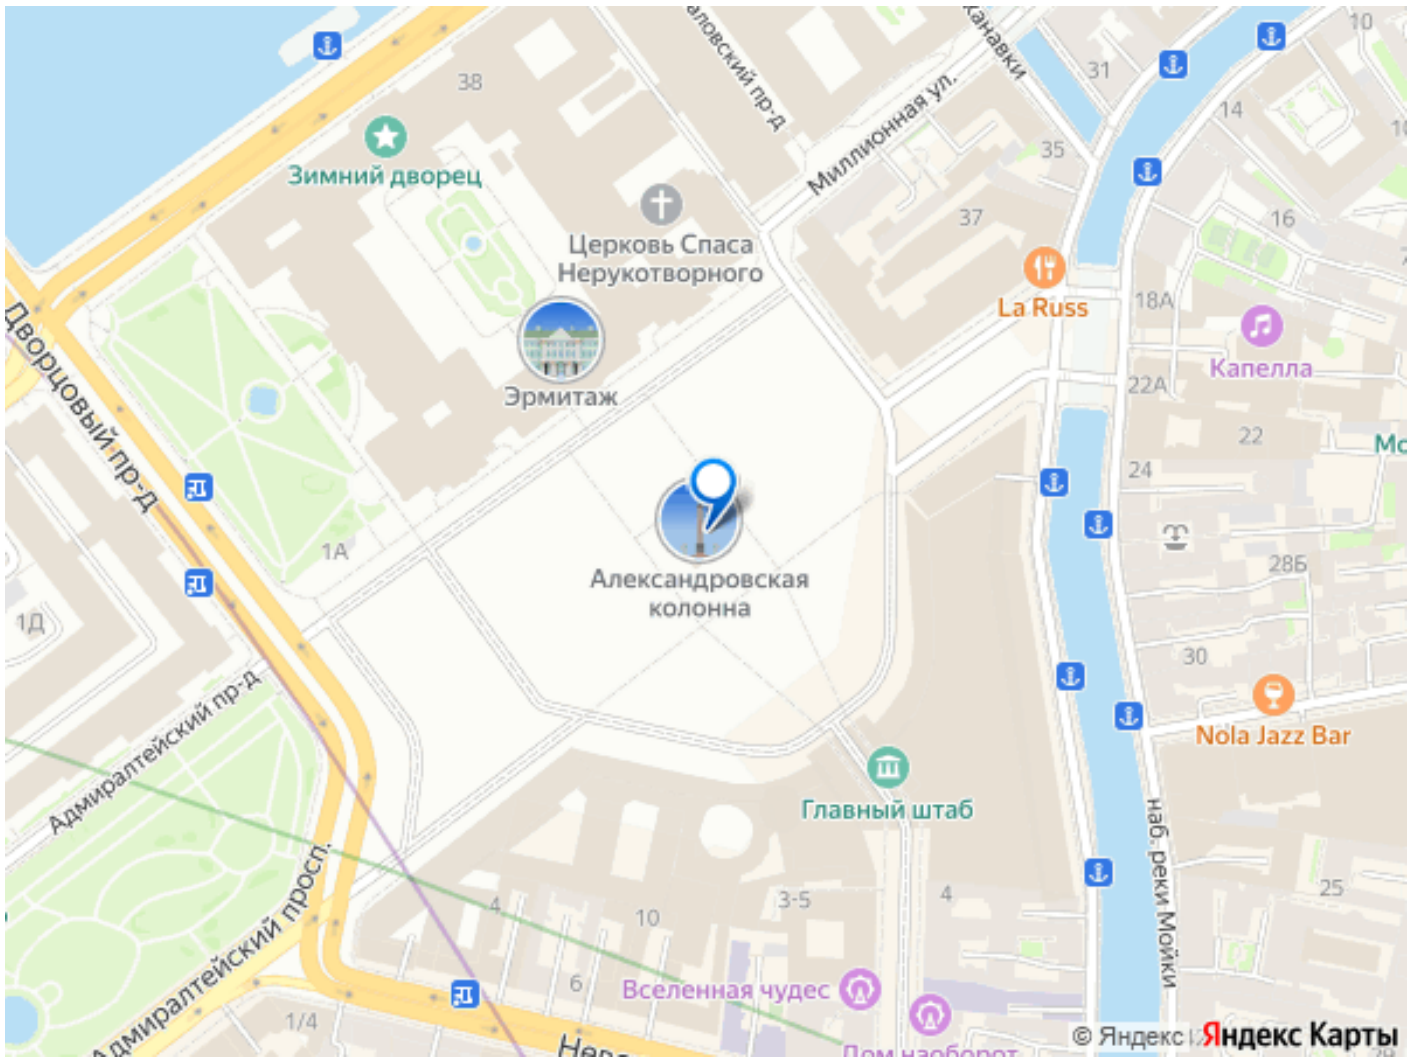 38
Зимний дворец
Церковь Спаса
Нерукотворного
Миллионная ул.
31
10
14
35
37
16
La Russ
18А
Капелла
22А
22
24
Эрмитаж
Дворцовый пр-д
1А
1Д
Александровская
колонна
28Б
30
Nola Jazz Bar
Адмиралтейский пр-д
Главный штаб
наб. реки Мойки
Адмиралтейский просп.
4
10
3-5
4
25
6
1/4
Вселенная чудес
Дом наоборот
© Яндекс
Яндекс Карты